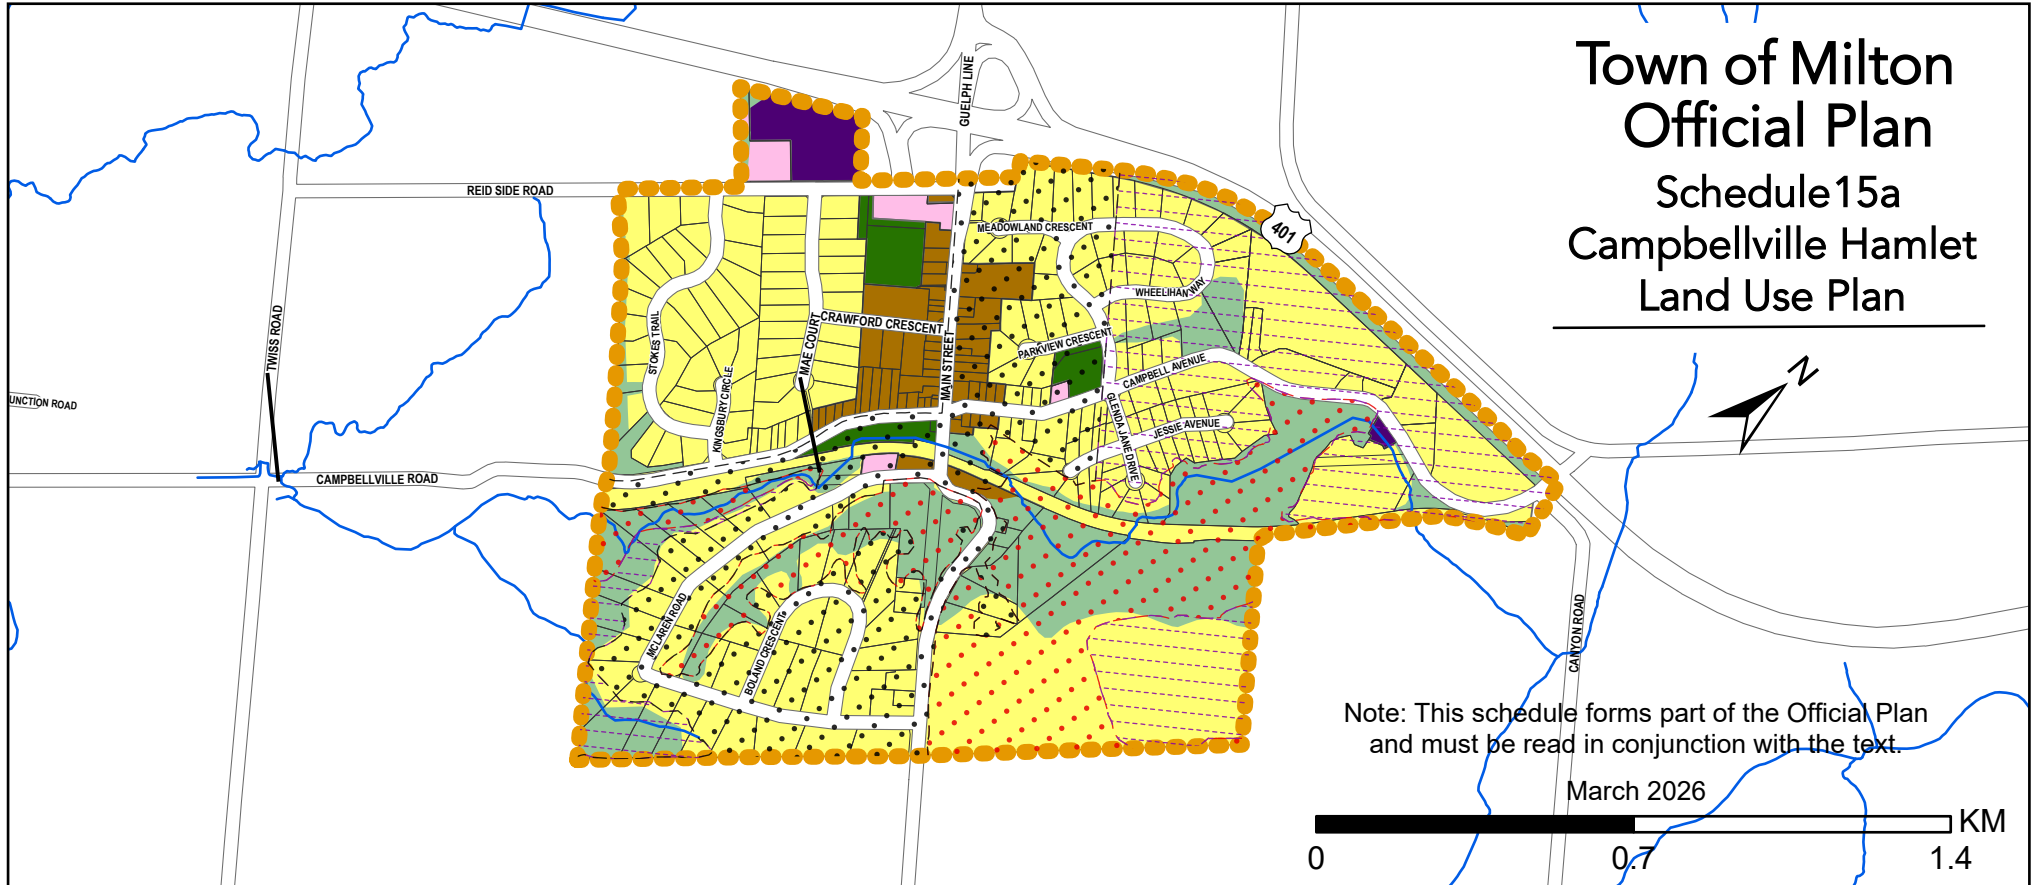 Town of Milton
Official Plan
Schedule15a
Campbellville Hamlet
Land Use Plan
N
401
GUELPH LINE
REID SIDE ROAD
MEADOWLAND CRESCENT
WHEELIHAN WAY
TWISS ROAD
STOKES TRAIL
MAE COURT
CRAWFORD CRESCENT
MAIN STREET
PARKVIEW CRESCENT
CAMPBELL AVENUE
KINGSBURY CIRCLE
GLENDA JANE DRIVE
JESSIE AVENUE
UNCTION ROAD
CAMPBELLVILLE ROAD
MCLAREN ROAD
BOLAND CRESCENT
CANYON ROAD
Note: This schedule forms part of the Official Plan
and must be read in conjunction with the text.
March 2026
KM
0
0.7
1.4